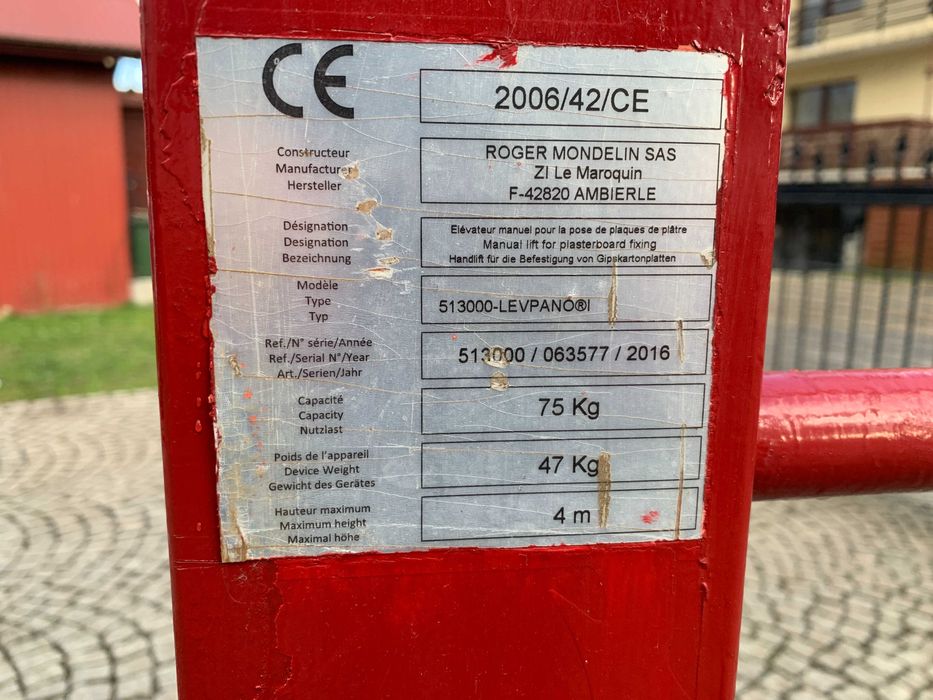 CE
2006/42/CE
Constructeur
Manufacturer
Hersteller
ROGER MONDELIN SAS
ZI Le Maroquin
F-42820 AMBIERLE
Désignation
Designation
Bezeichnung
Elévateur manuel pour la pose de plaques de plâtre
Manual lift for plasterboard fixing
Handlift für die Befestigung von Gipskartonplatten
Modèle
Type
Typ
513000-LEVPANO®I
Ref./N° série/Année
Ref./Serial N°/Year
Art./Serien/Jahr
513000 / 063577 / 2016
Capacité
Capacity
Nutzlast
75 Kg
Poids de l'appareil
Device Weight
Gewicht des Gerätes
47 Kg
Hauteur maximum
Maximum height
Maximal höhe
4 m